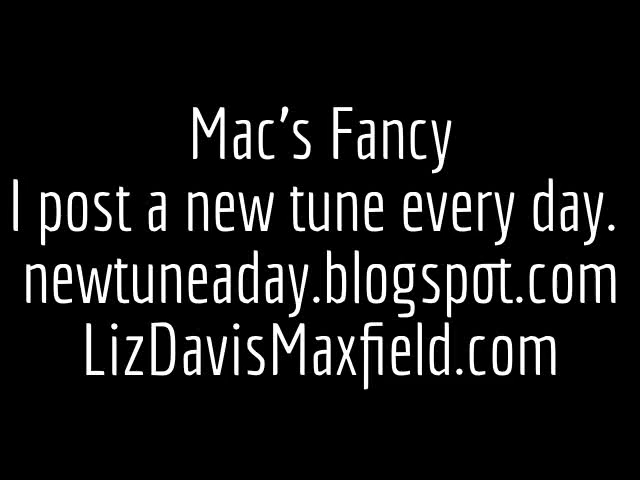 Mac's Fancy
I post a new tune every day.
newtuneaday.blogspot.com
LizDavisMaxfield.com